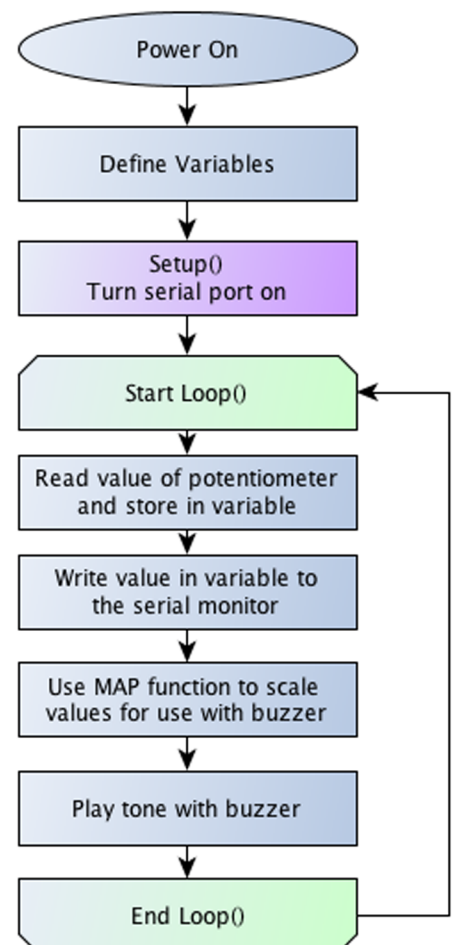 Power On
Define Variables
Setup()
Turn serial port on
Start Loop()
Read value of potentiometer
and store in variable
Write value in variable to
the serial monitor
Use MAP function to scale
values for use with buzzer
Play tone with buzzer
End Loop()